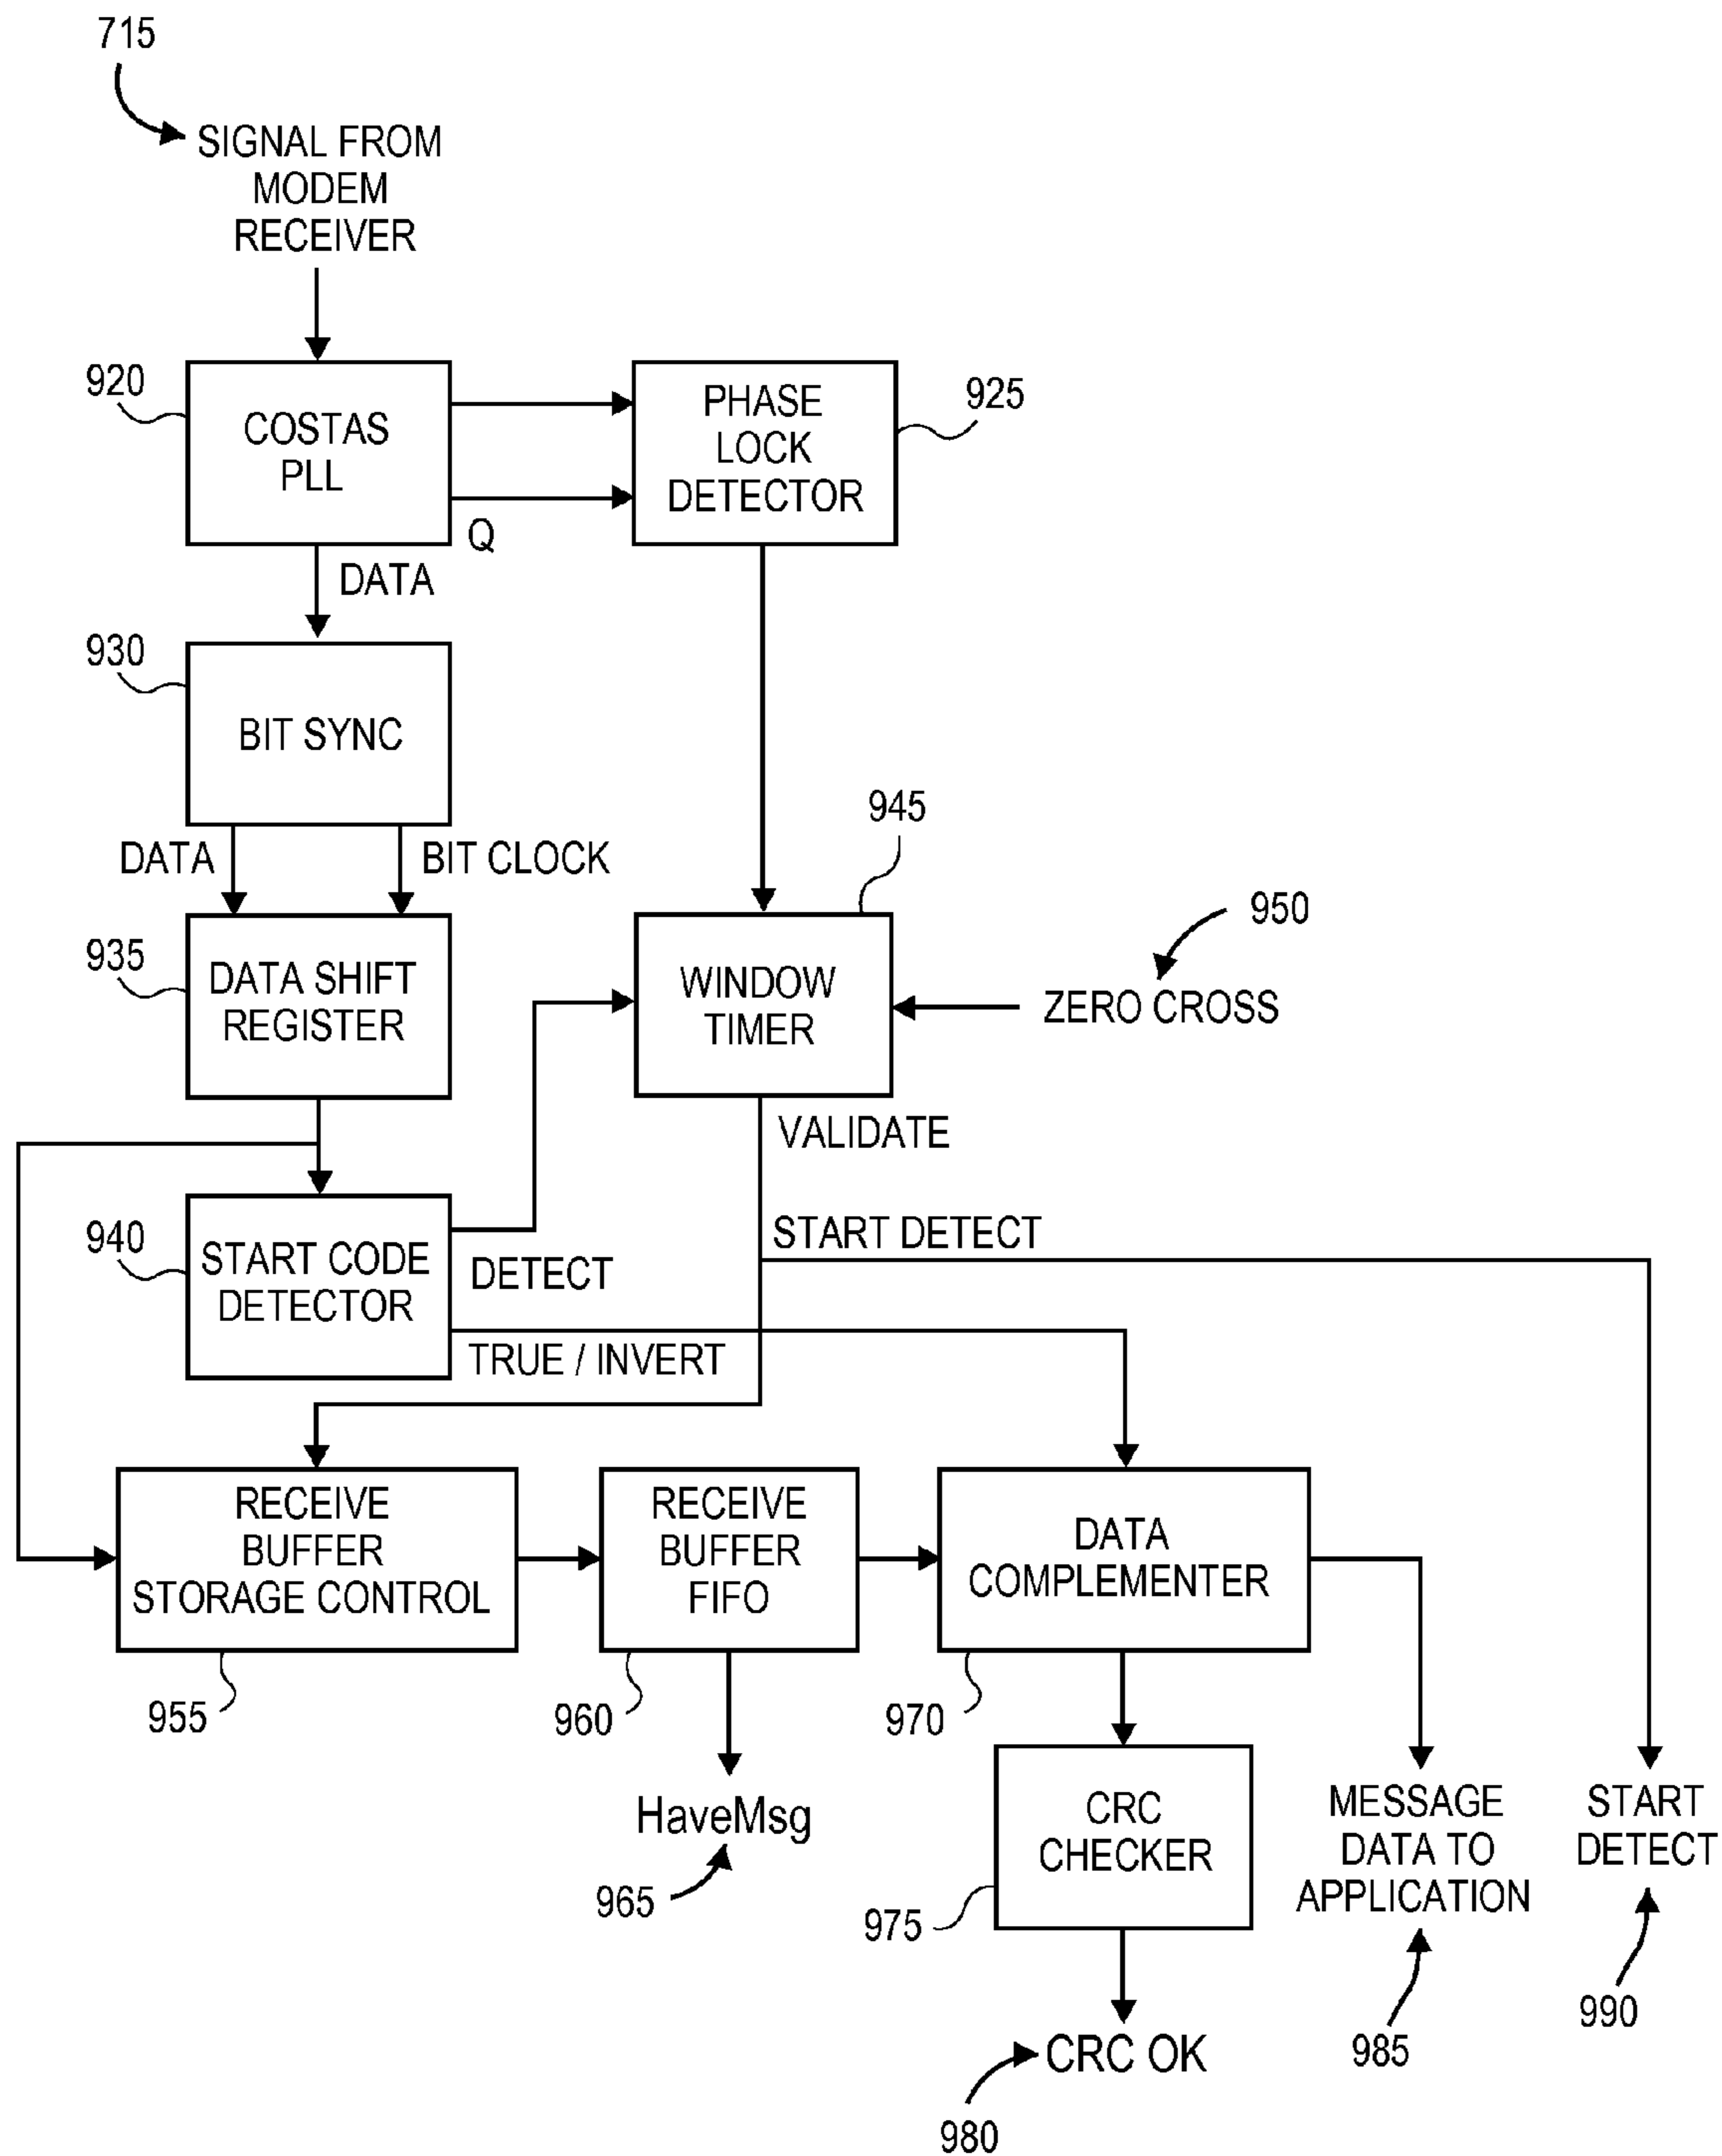 715
SIGNAL FROM
MODEM
RECEIVER
920
COSTAS
PLL
PHASE
LOCK
DETECTOR
925
Q
DATA
930
BIT SYNC
DATA
BIT CLOCK
945
950
935
DATA SHIFT
REGISTER
WINDOW
TIMER
ZERO CROSS
VALIDATE
940
START CODE
DETECTOR
DETECT
START DETECT
TRUE / INVERT
RECEIVE
BUFFER
STORAGE CONTROL
RECEIVE
BUFFER
FIFO
DATA
COMPLEMENTER
955
960
970
HaveMsg
965
CRC
CHECKER
975
MESSAGE
DATA TO
APPLICATION
START
DETECT
985
990
CRC OK
980